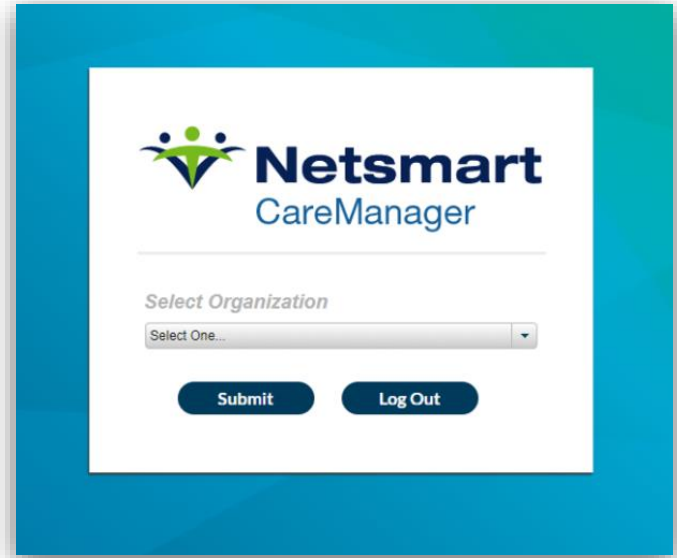 Netsmart
CareManager
Select Organization
Select One...
Submit
Log Out